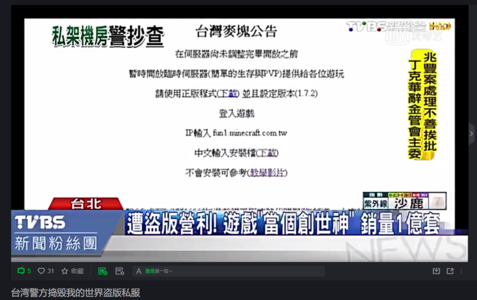 私架機房警抄查
TVBS
台灣麥塊公告
在伺服器尚未調整完畢開放之前
暫時開放臨時伺服器(簡單的生存與PVP)提供給各位遊玩
請使用正版程式(下載) 並且設定版本(1.7.2)
登入遊戲
IP輸入 fun1.minecraft.com.tw
中文輸入安裝檔(下載)
不會安裝可參考(教學影片)
兆豐案處理不善挨批
丁克華辭金管會主委
紫外線
沙鹿
台北
TVBS
新聞粉絲團
遭盜版營利! 遊戲"當個創世神" 銷量1億套
NEWS
5
31
收藏
台湾警方捣毁我的世界盗版私服